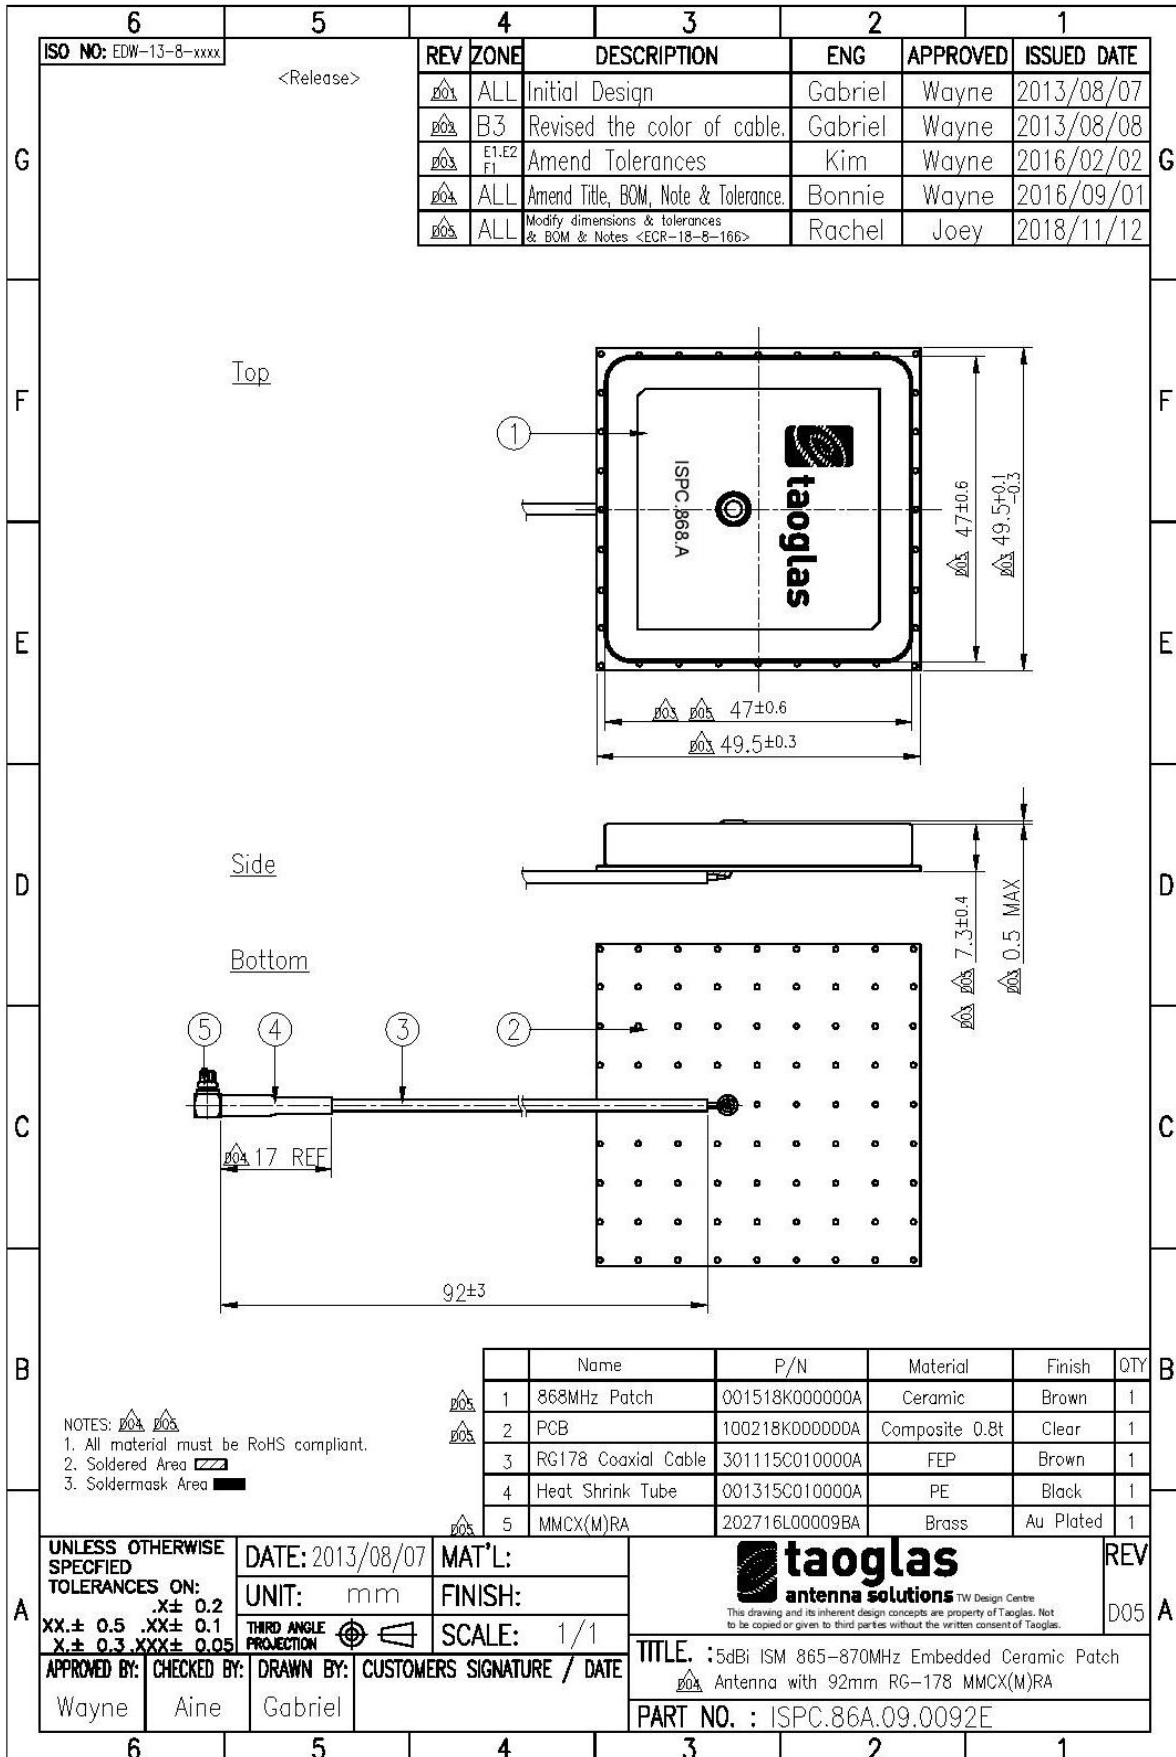 6 5 4 3 2 1
ISO NO: EDW-13-8-xxxx
<Release>
REV ZONE DESCRIPTION ENG APPROVED ISSUED DATE
D01 ALL Initial Design Gabriel Wayne 2013/08/07
D02 B3 Revised the color of cable. Gabriel Wayne 2013/08/08
D03 E1.E2 F1 Amend Tolerances Kim Wayne 2016/02/02
D04 ALL Amend Title, BOM, Note & Tolerance. Bonnie Wayne 2016/09/01
D05 ALL Modify dimensions & tolerances
& BOM & Notes <ECR-18-8-166> Rachel Joey 2018/11/12
G G
Top
F F
1
ISPC.868.A
taoglas
D05 47±0.6
D03 49.5+0.1
-0.3
E E
D03 D05 47±0.6
D03 49.5±0.3
Side
D D
D03 D05 7.3±0.4
D03 0.5 MAX
Bottom
5 4 3 2
C C
D04 17 REF
92±3
B B
Name P/N Material Finish QTY
D05 1 868MHz Patch 001518K000000A Ceramic Brown 1
D05 2 PCB 100218K000000A Composite 0.8t Clear 1
3 RG178 Coaxial Cable 301115C010000A FEP Brown 1
4 Heat Shrink Tube 001315C010000A PE Black 1
D05 5 MMCX(M)RA 202716L00009BA Brass Au Plated 1
NOTES: D04 D05
1. All material must be RoHS compliant.
2. Soldered Area
3. Soldermask Area
A A
UNLESS OTHERWISE
SPECFIED
TOLERANCES ON:
.X± 0.2
XX.± 0.5 .XX± 0.1
X.± 0.3 .XXX± 0.05
DATE: 2013/08/07
UNIT: mm
THIRD ANGLE
PROJECTION
MAT'L:
FINISH:
SCALE: 1/1
taoglas
antenna solutions TW Design Centre
This drawing and its inherent design concepts are property of Taoglas. Not
to be copied or given to third parties without the written consent of Taoglas.
REV
D05
APPROVED BY: CHECKED BY: DRAWN BY: CUSTOMERS SIGNATURE / DATE
Wayne Aine Gabriel
TITLE. : 5dBi ISM 865-870MHz Embedded Ceramic Patch
D04 Antenna with 92mm RG-178 MMCX(M)RA
PART NO. : ISPC.86A.09.0092E
6 5 4 3 2 1